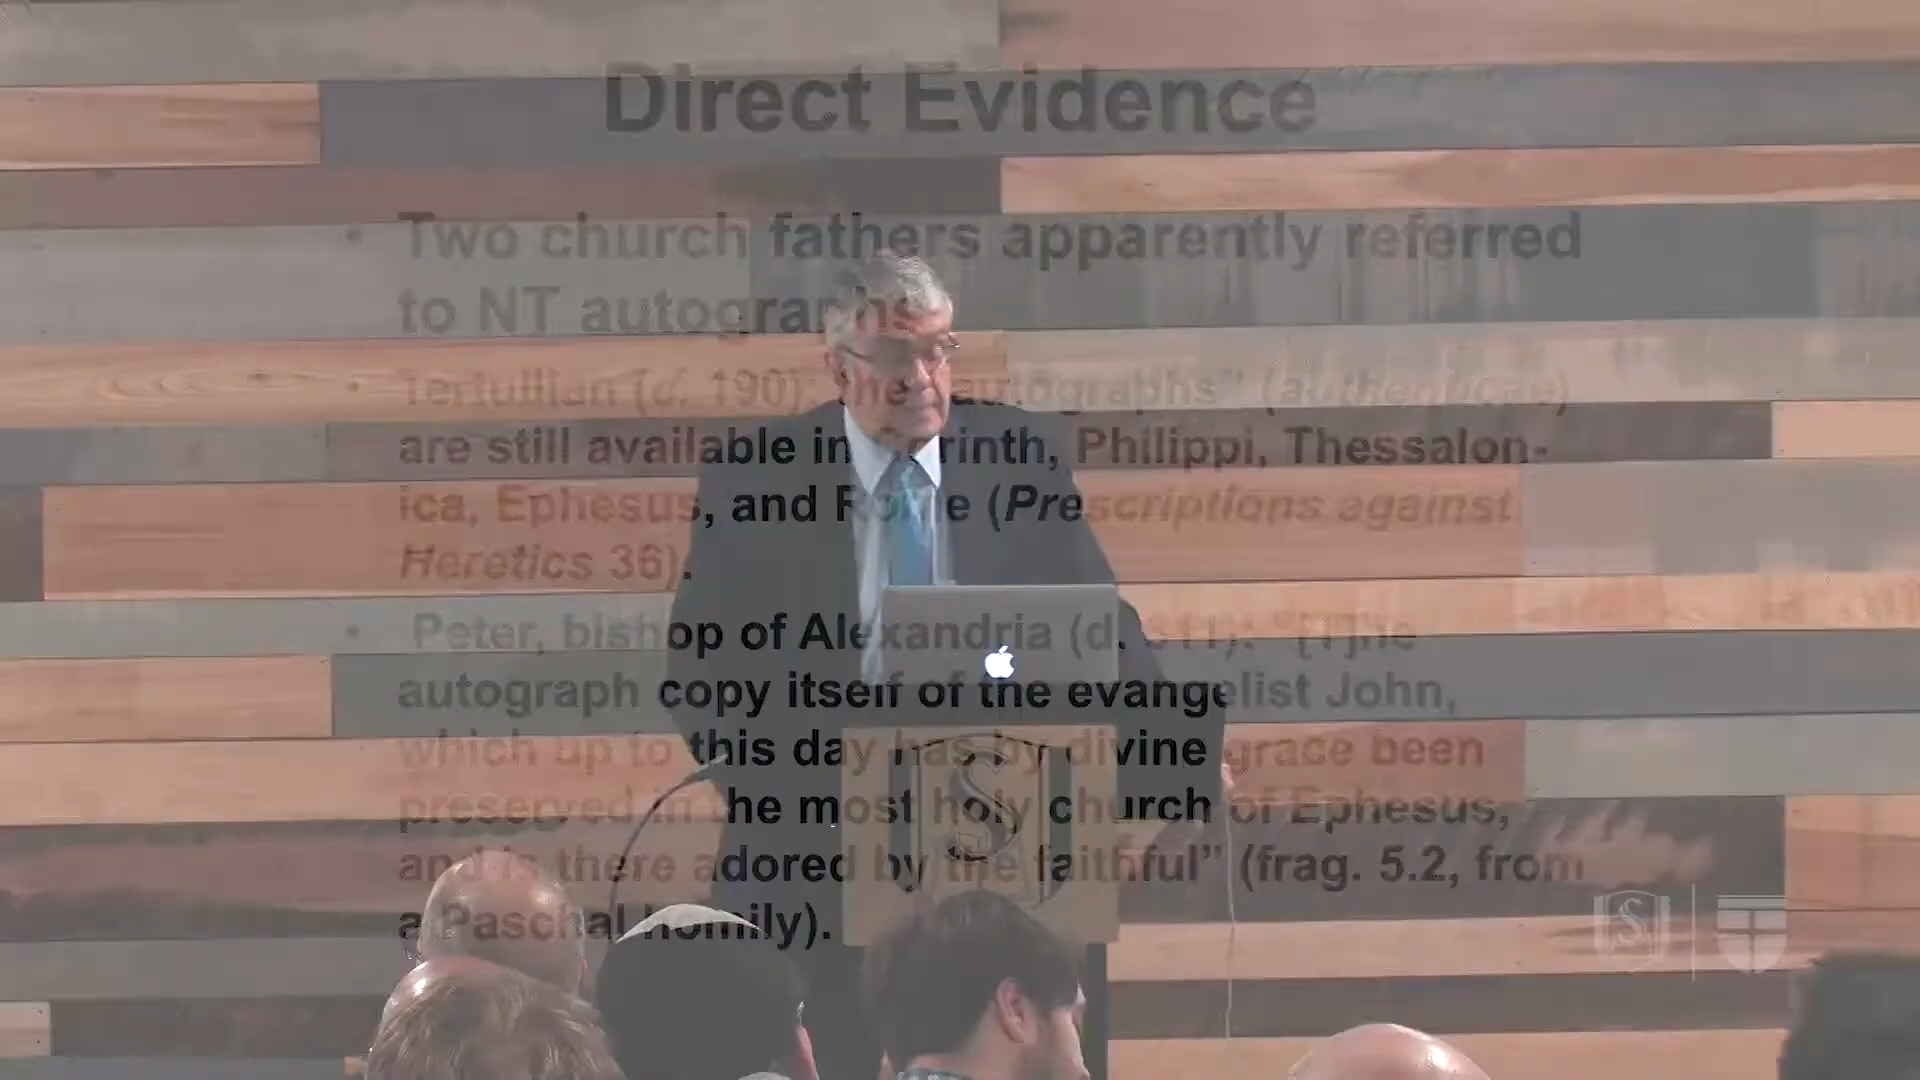 Direct Evidence
• Two church fathers apparently referred
to NT autographs
• Tertullian (c. 190): the “autographs” (authenticae)
are still available in Corinth, Philippi, Thessalon-
ica, Ephesus, and Rome (Prescriptions against
Heretics 36).
• Peter, bishop of Alexandria (d. 311): “[T]he
autograph copy itself of the evangelist John,
which up to this day has by divine grace been
preserved in the most holy church of Ephesus,
and is there adored by the faithful” (frag. 5.2, from
a Paschal homily).
S
S